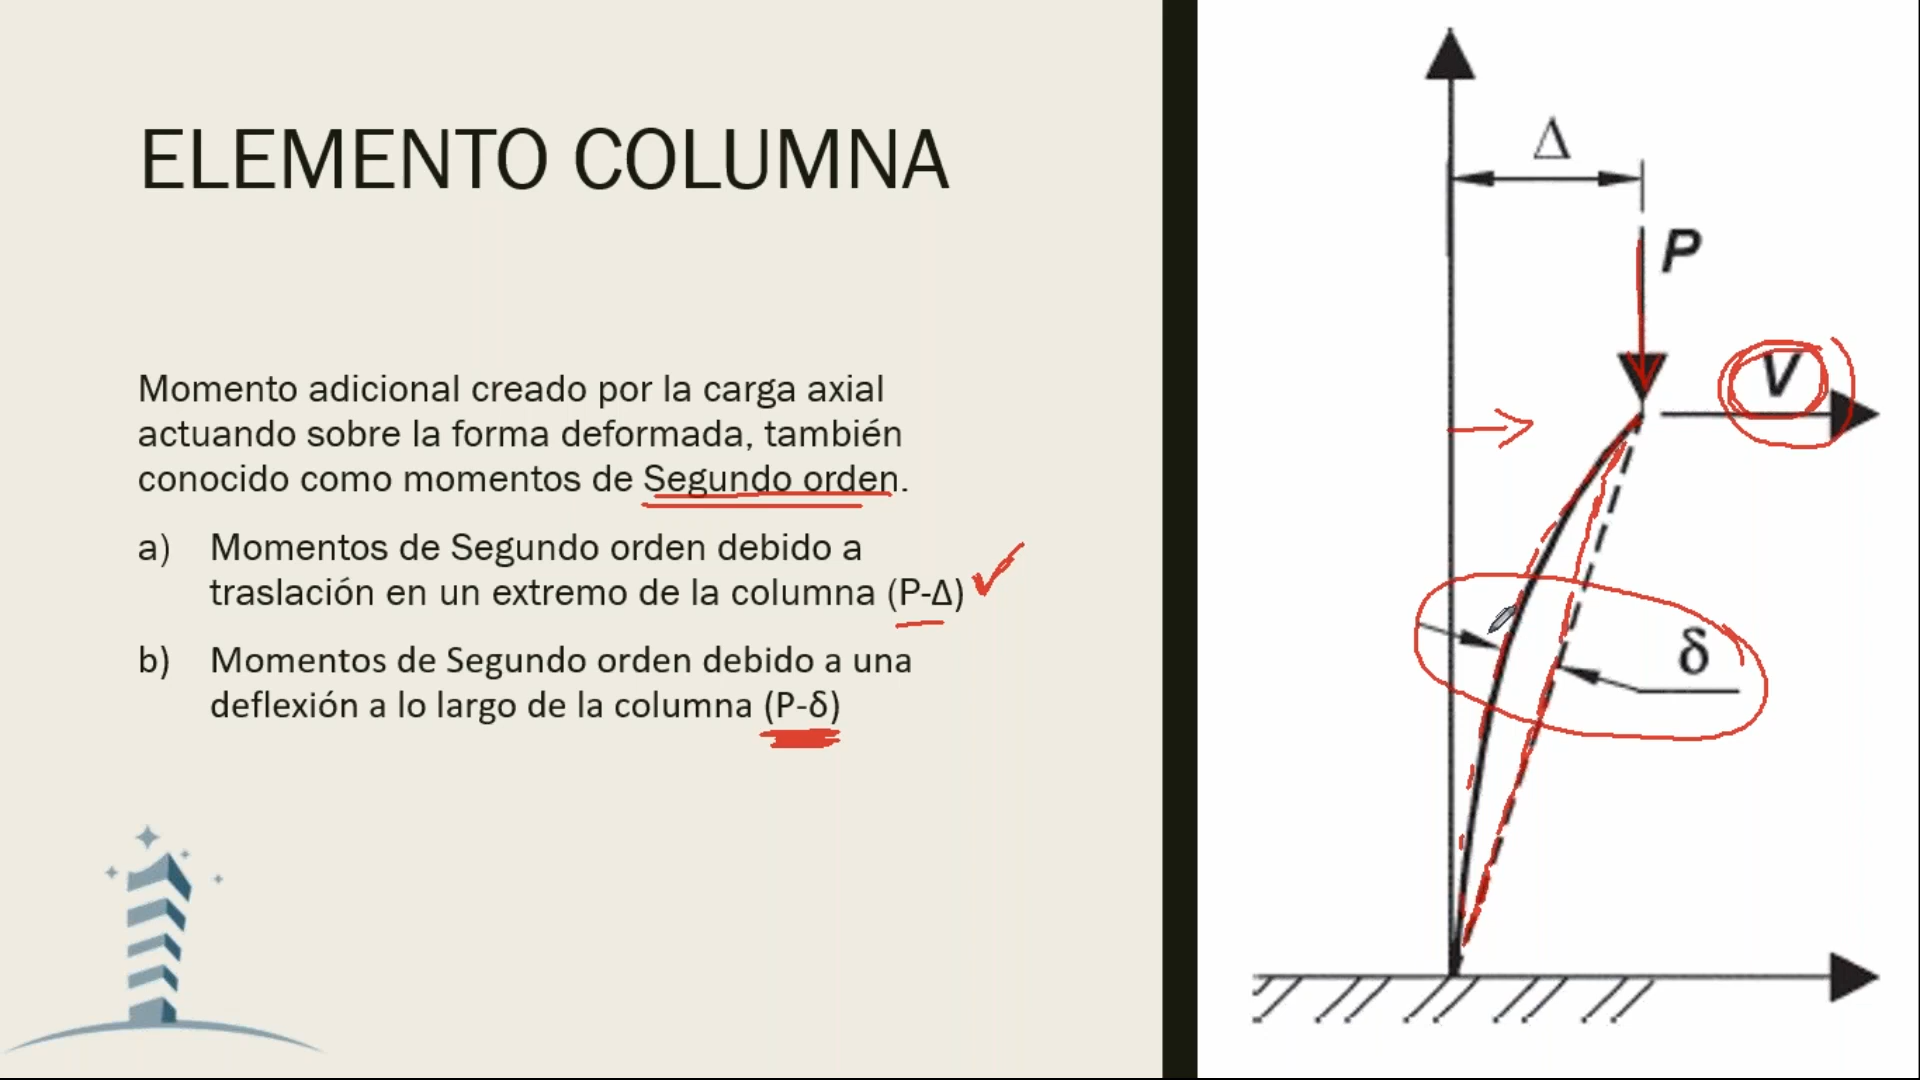 ELEMENTO COLUMNA
Momento adicional creado por la carga axial
actuando sobre la forma deformada, también
conocido como momentos de Segundo orden.
a) Momentos de Segundo orden debido a
traslación en un extremo de la columna (P-Δ)
b) Momentos de Segundo orden debido a una
deflexión a lo largo de la columna (P-δ)
Δ
P
V
δ